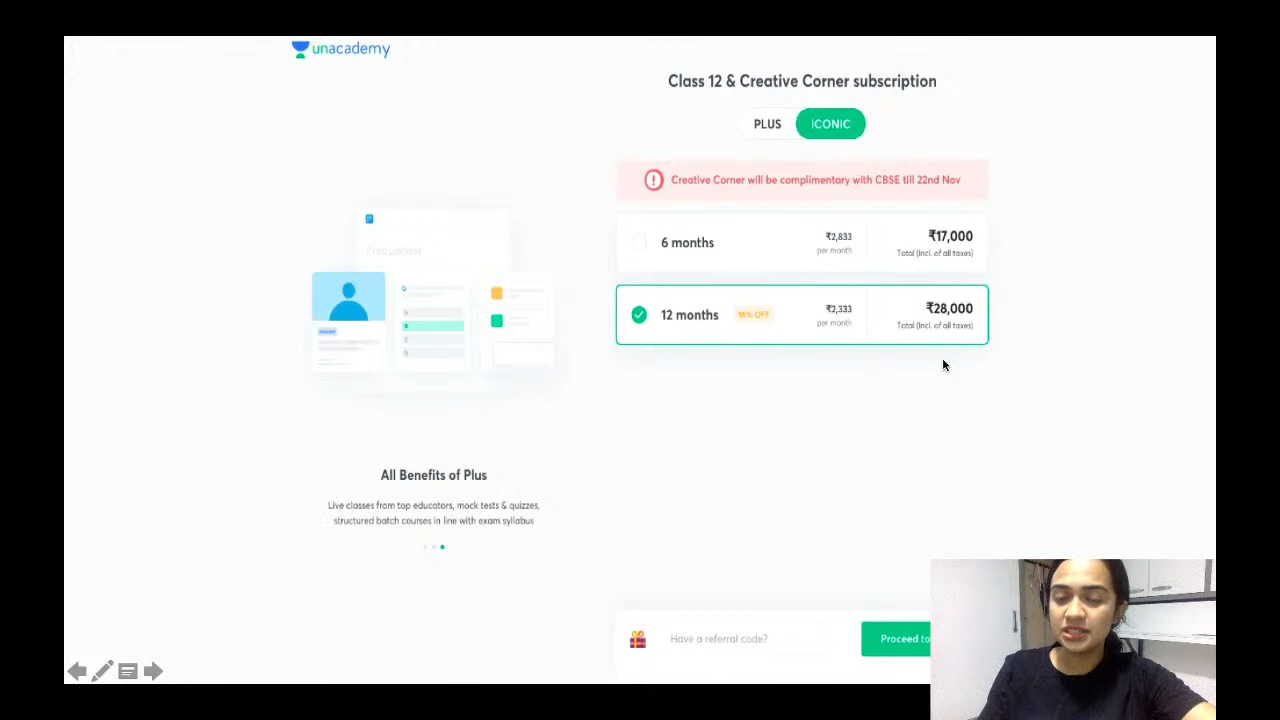 unacademy
Class 12 & Creative Corner subscription
PLUS ICONIC
Creative Corner will be complimentary with CBSE till 22nd Nov
6 months ₹2,833 per month ₹17,000 Total (Incl. of all taxes)
12 months ₹2,333 per month ₹28,000 Total (Incl. of all taxes)
All Benefits of Plus
Live classes from top educators, mock tests & quizzes,
structured batch courses in line with exam syllabus
Have a referral code? Proceed to